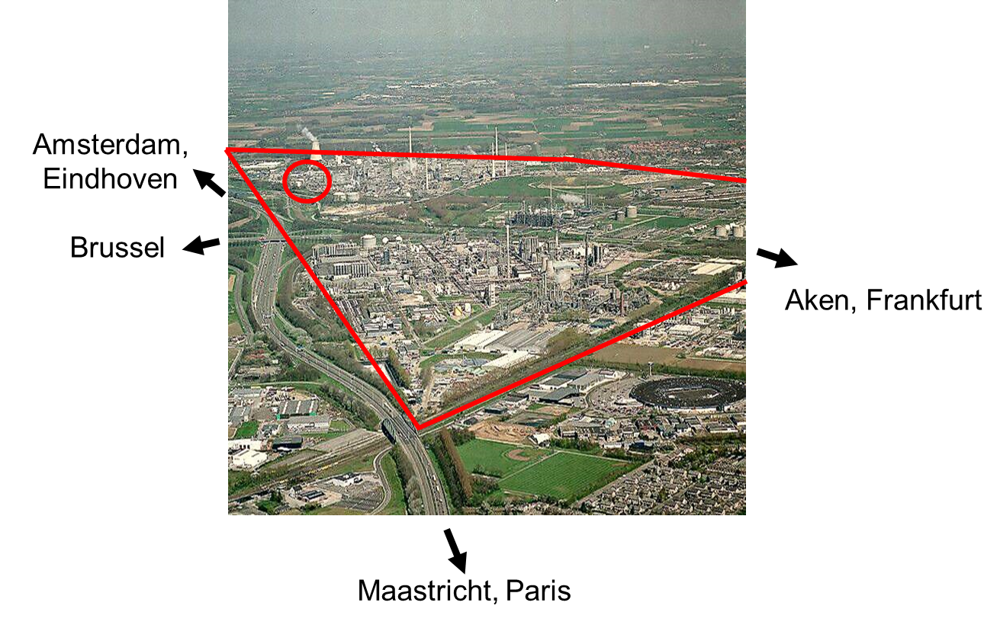 Amsterdam,
Eindhoven
Brussel
Aken, Frankfurt
Maastricht, Paris